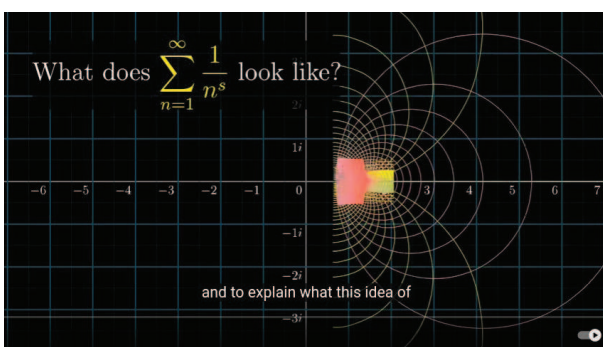 What does $\sum_{n=1}^{\infty} \frac{1}{n^s}$ look like?
2i
1i
−6 −5 −4 −3 −2 −1 0 3 4 5 6 7
−1i
−2i
and to explain what this idea of
−3i